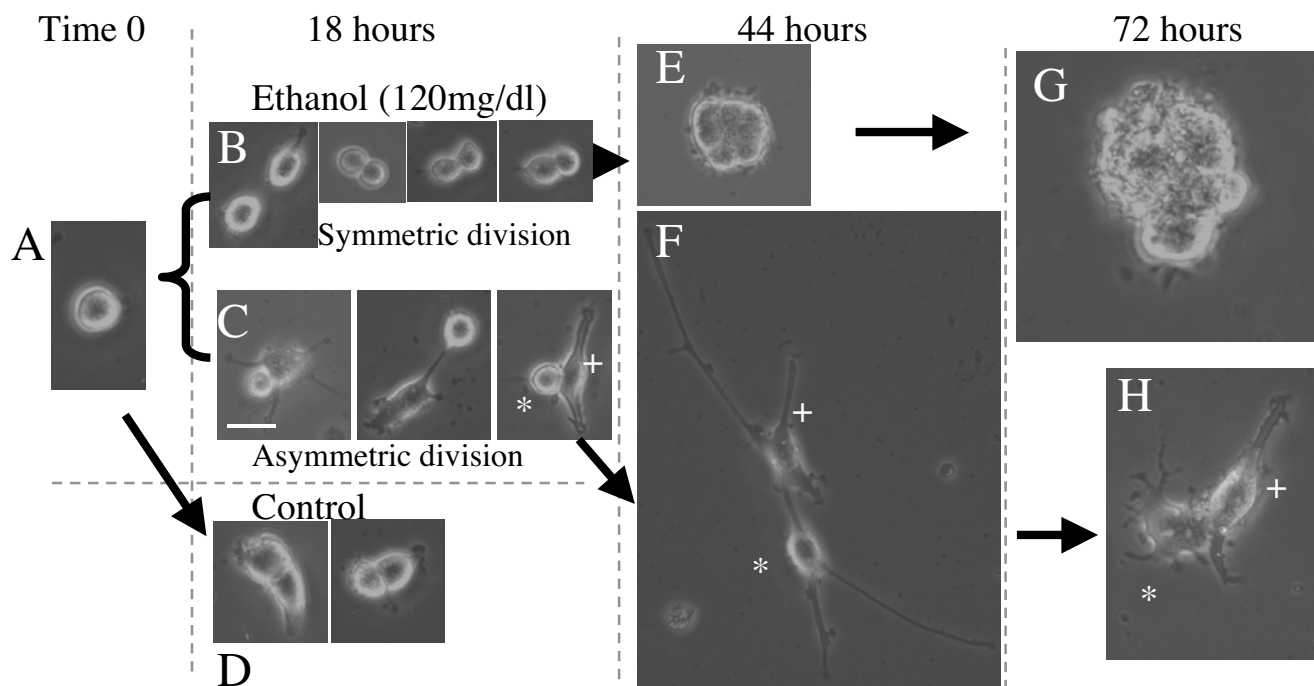 Time 0
18 hours
44 hours
72 hours
Ethanol (120mg/dl)
A
B
Symmetric division
C
+
*
Asymmetric division
Control
D
E
F
+
*
G
H
+
*